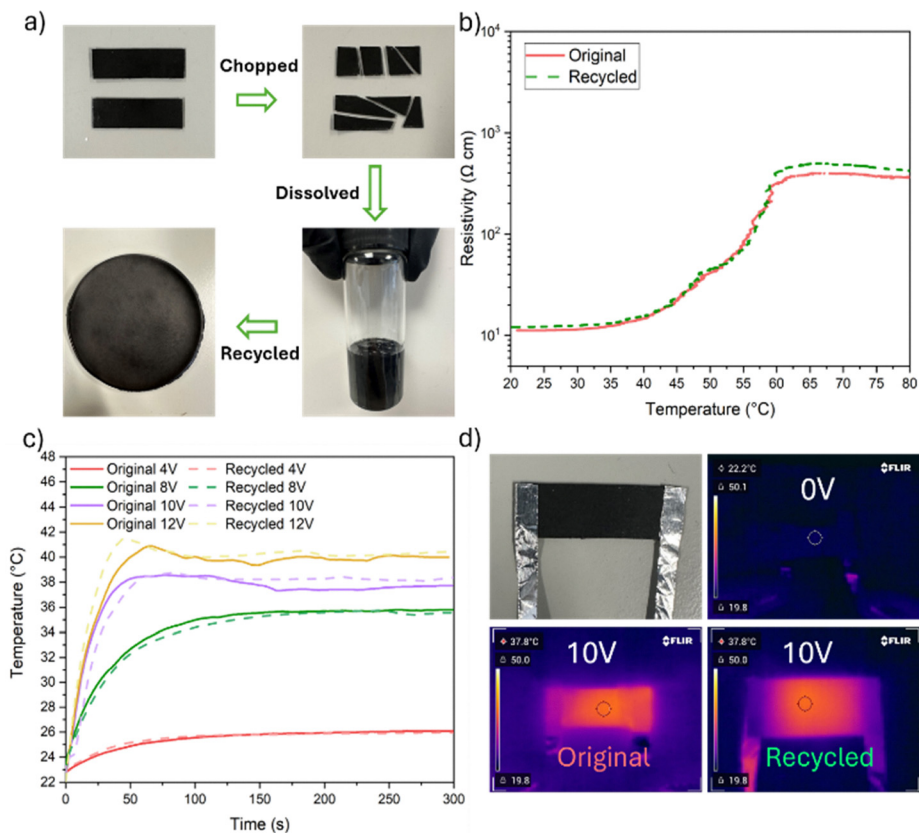 a)
Chopped
Dissolved
Recycled
b)
Original
Recycled
Resistivity (Ω cm)
10⁴
10³
10²
10¹
20 25 30 35 40 45 50 55 60 65 70 75 80
Temperature (°C)
c)
Original 4V Recycled 4V
Original 8V Recycled 8V
Original 10V Recycled 10V
Original 12V Recycled 12V
Temperature (°C)
48
46
44
42
40
38
36
34
32
30
28
26
24
22
0 50 100 150 200 250 300
Time (s)
d)
22.2°C
50.1
FLIR
0V
19.8
37.8°C
50.0
FLIR
10V
Original
19.8
37.8°C
50.0
FLIR
10V
Recycled
19.8